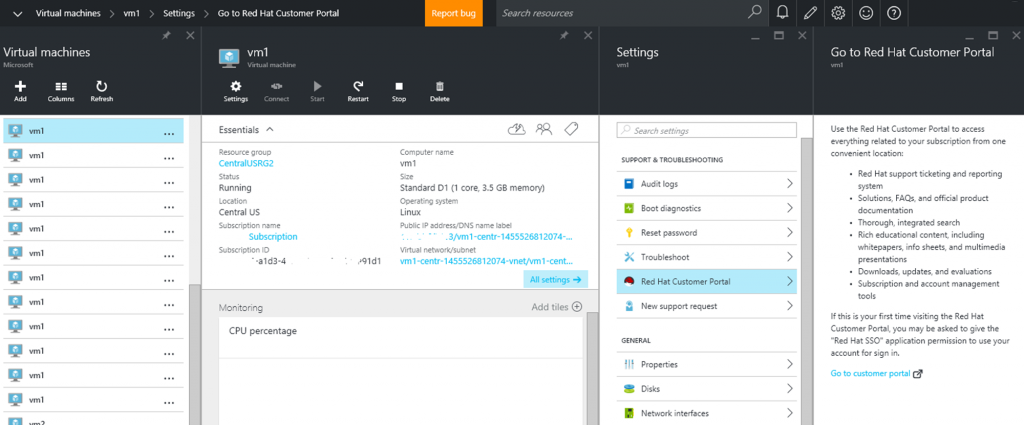 Virtual machines > vm1 > Settings > Go to Red Hat Customer Portal
Report bug
Search resources
Virtual machines
Microsoft
Add
Columns
Refresh
vm1
vm1
vm1
vm1
vm1
vm1
vm1
vm1
vm1
vm1
vm1
vm1
vm2
vm1
Virtual machine
Settings
Connect
Start
Restart
Stop
Delete
Essentials
Resource group
CentralUSRG2
Computer name
vm1
Status
Running
Size
Standard D1 (1 core, 3.5 GB memory)
Location
Central US
Operating system
Linux
Subscription name
Subscription
Public IP address/DNS name label
.3/vm1-centr-1455526812074-...
Subscription ID
-a1d3-4 y91d1
Virtual network/subnet
vm1-centr-1455526812074-vnet/vm1-cent...
All settings →
Monitoring
Add tiles
CPU percentage
Settings
vm1
Search settings
SUPPORT & TROUBLESHOOTING
Audit logs
Boot diagnostics
Reset password
Troubleshoot
Red Hat Customer Portal
New support request
GENERAL
Properties
Disks
Network interfaces
Go to Red Hat Customer Portal
vm1
Use the Red Hat Customer Portal to access
everything related to your subscription from one
convenient location:
• Red Hat support ticketing and reporting
system
• Solutions, FAQs, and official product
documentation
• Thorough, integrated search
• Rich educational content, including
whitepapers, info sheets, and multimedia
presentations
• Downloads, updates, and evaluations
• Subscription and account management
tools
If this is your first time visiting the Red Hat
Customer Portal, you may be asked to give the
"Red Hat SSO" application permission to use your
account for sign in.
Go to customer portal